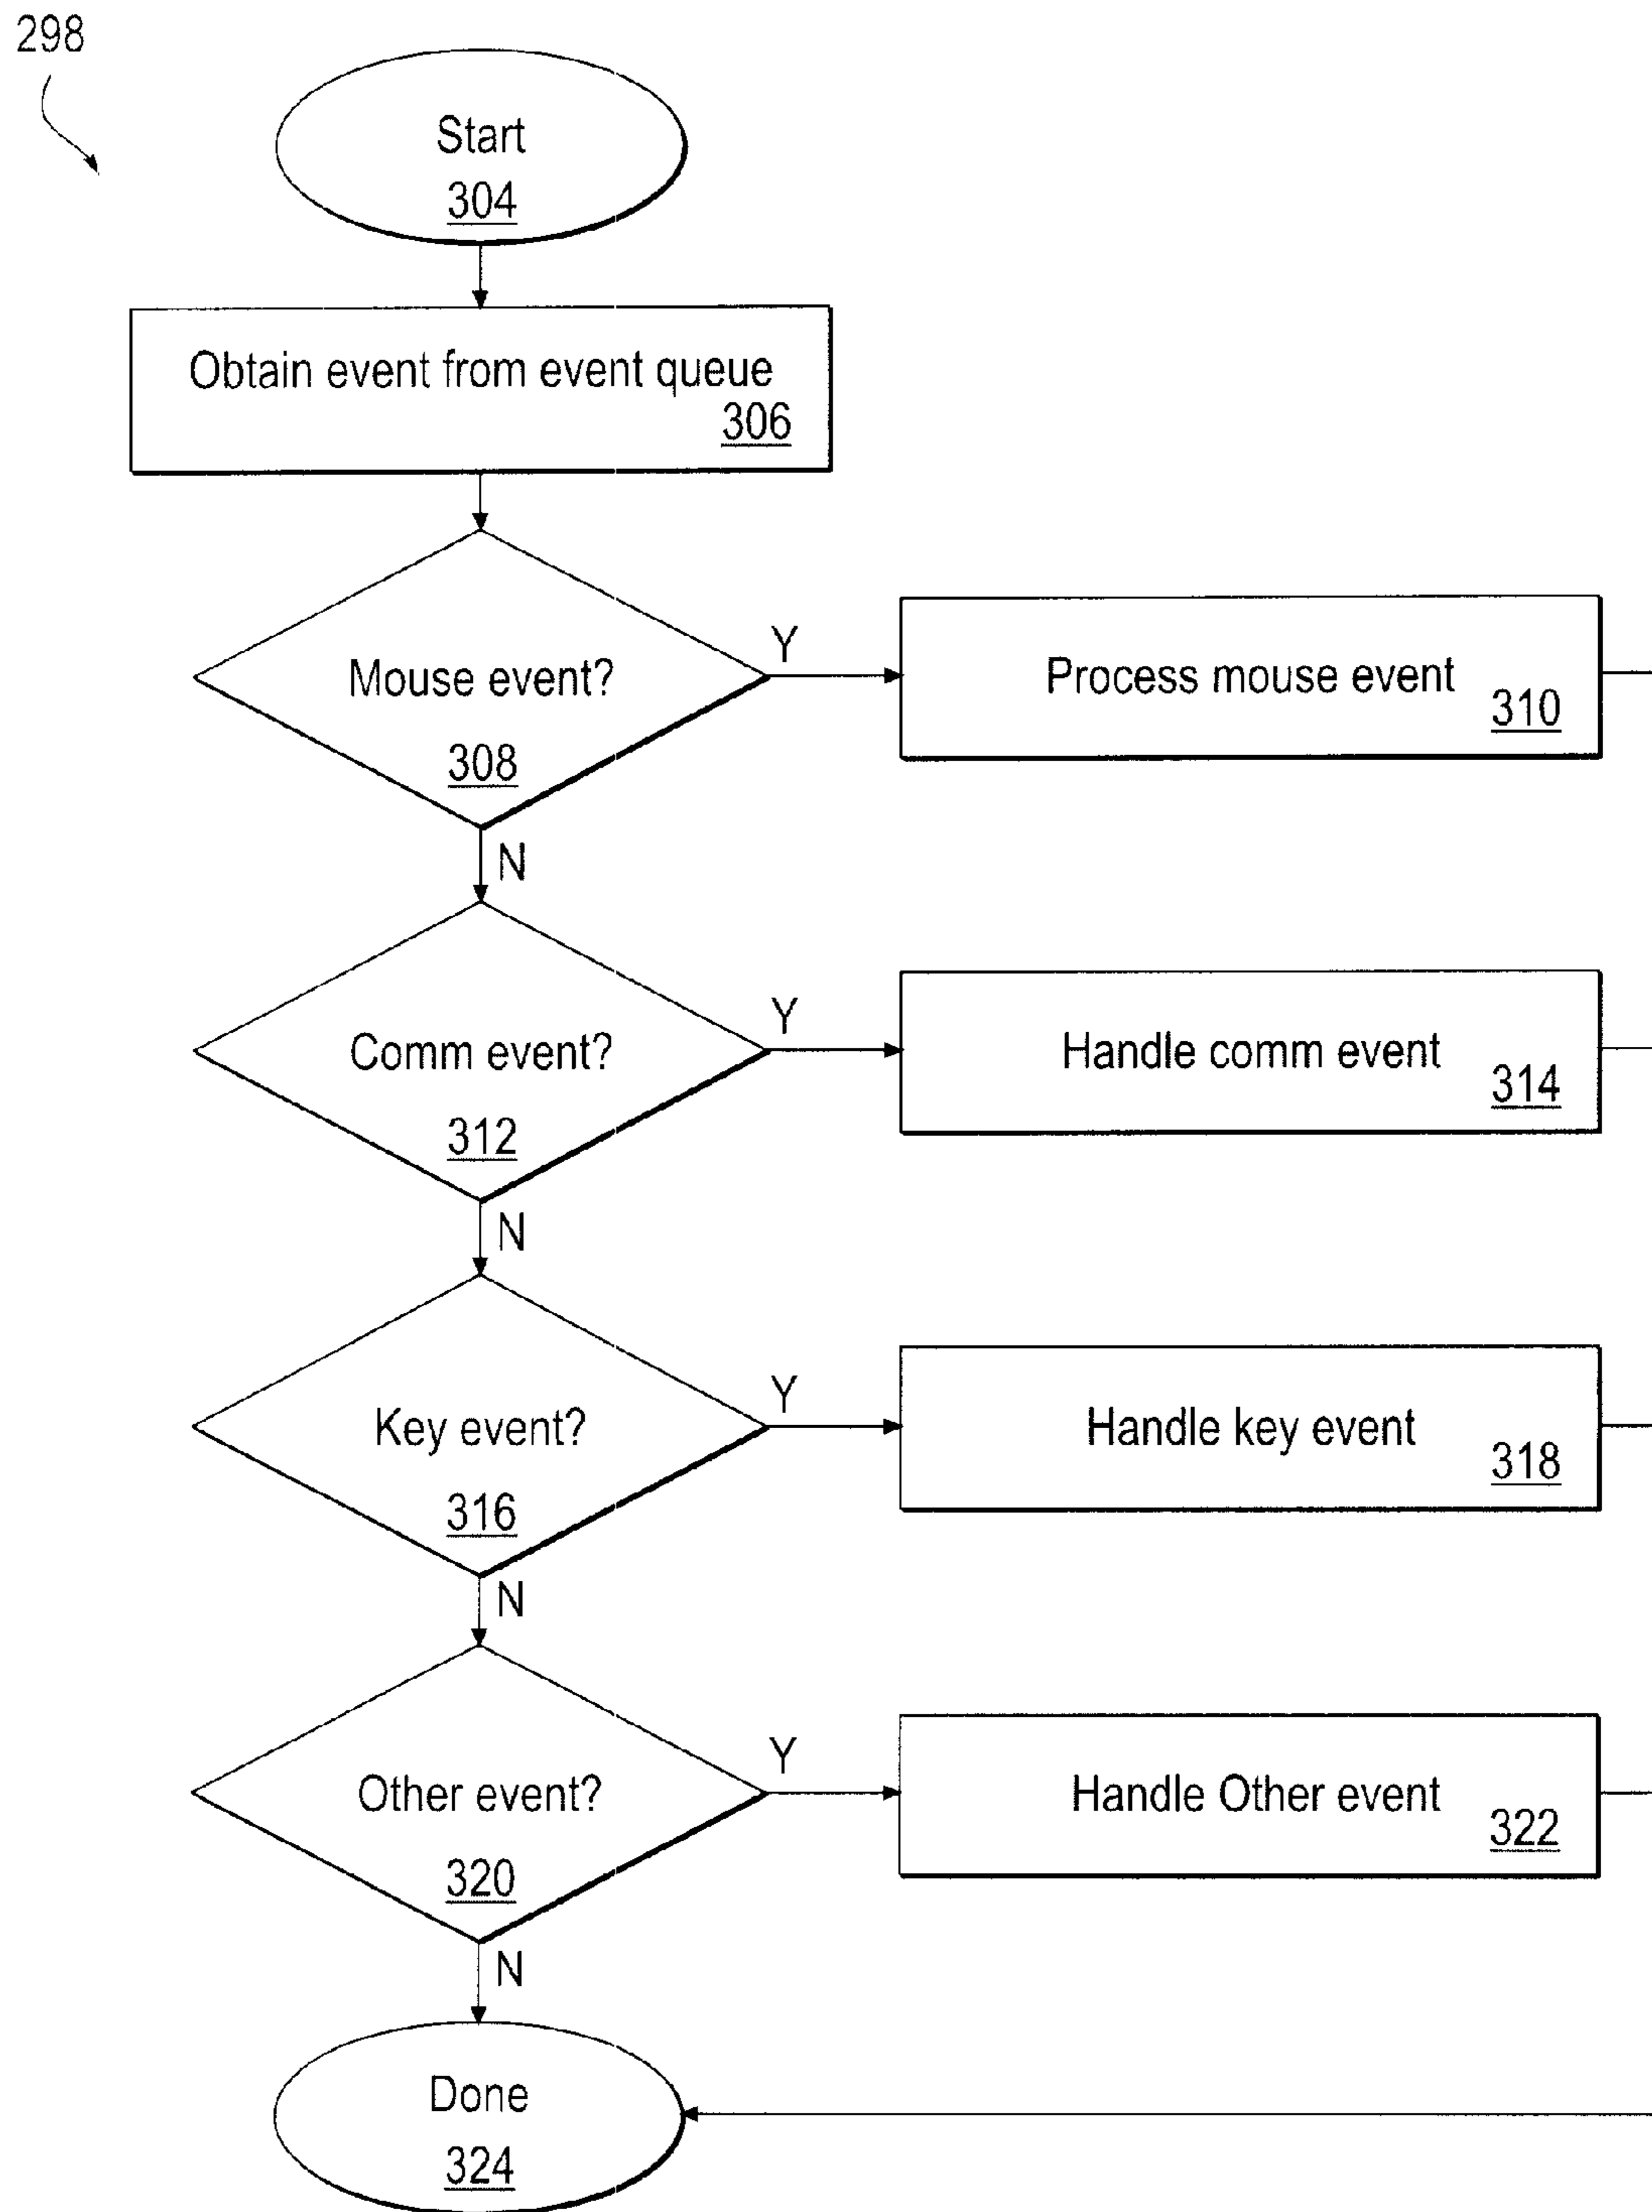 298
Start
304
Obtain event from event queue
306
Mouse event?
308
Y
Process mouse event
310
N
Comm event?
312
Y
Handle comm event
314
N
Key event?
316
Y
Handle key event
318
N
Other event?
320
Y
Handle Other event
322
N
Done
324